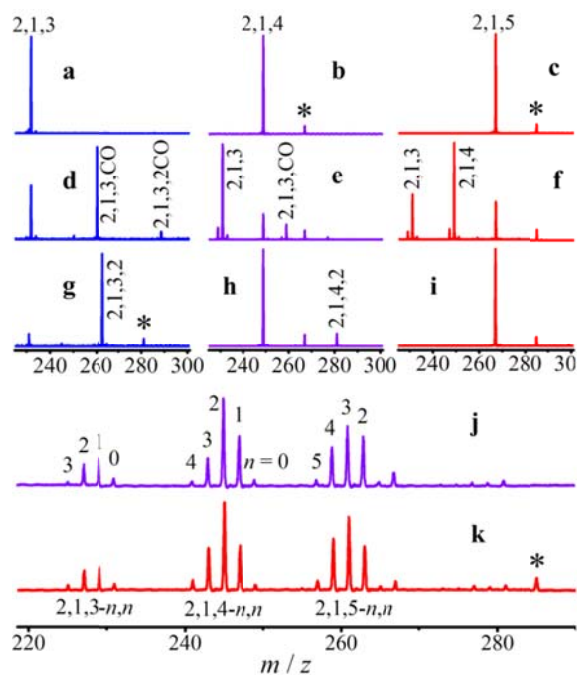 2,1,3
2,1,4
2,1,5
a
b
*
c
*
d
2,1,3,CO
2,1,3,2CO
2,1,3
e
2,1,3,CO
2,1,3
2,1,4
f
g
2,1,3,2
*
h
2,1,4,2
i
240 260 280 300
240 260 280 300
240 260 280 300
j
3 2 1 0
4 3 2 1 n = 0
5 4 3 2
k
*
2,1,3-n,n
2,1,4-n,n
2,1,5-n,n
220 240 260 280
m / z